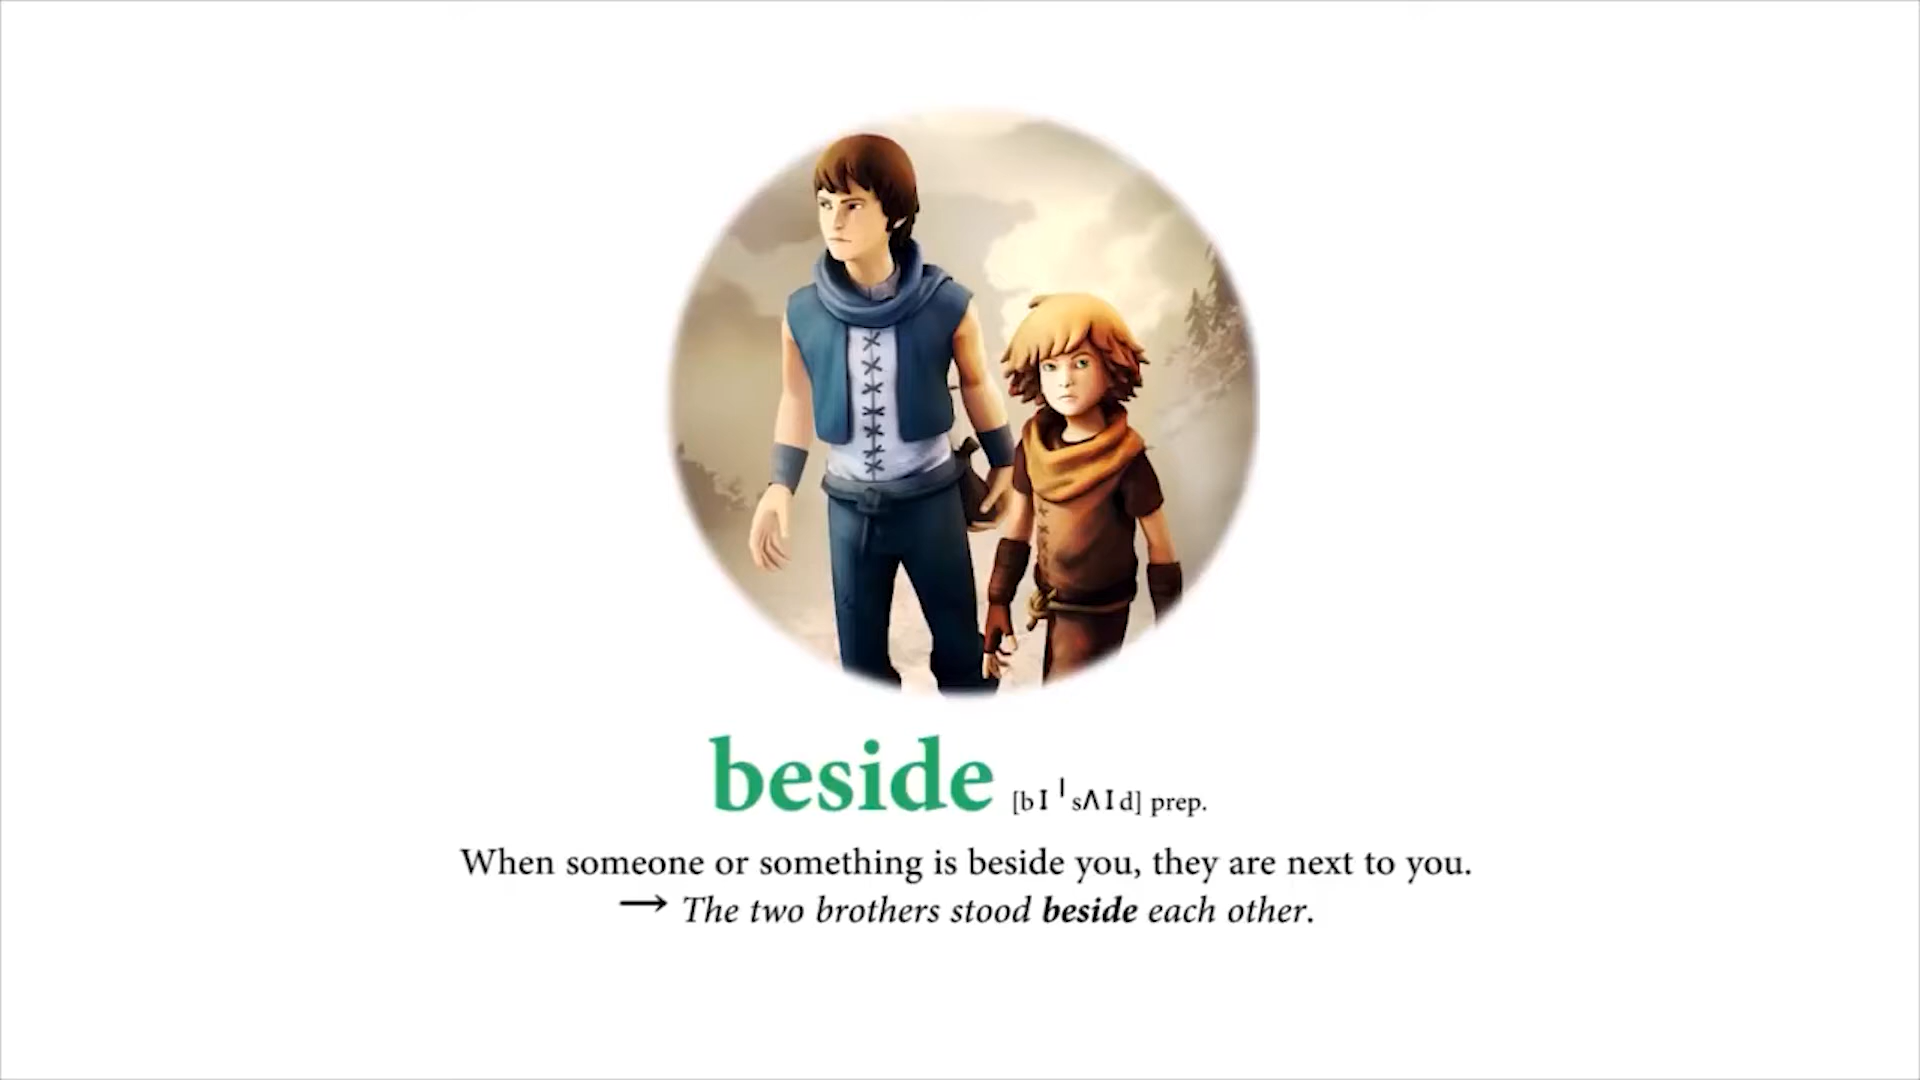 beside [bɪˈsʌɪd] prep.
When someone or something is beside you, they are next to you.
→ The two brothers stood beside each other.